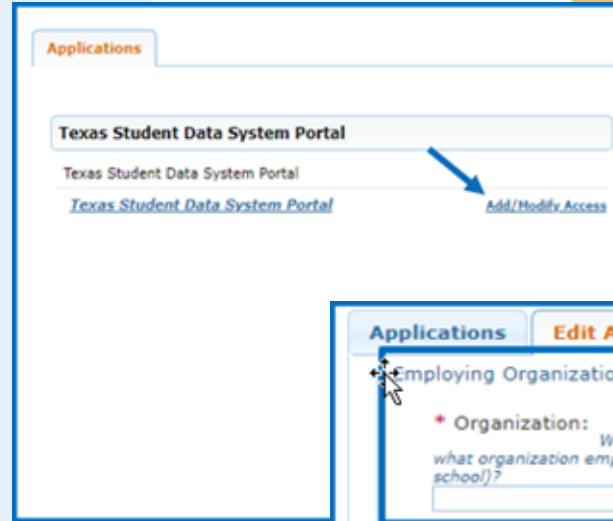 Applications
Texas Student Data System Portal
Texas Student Data System Portal
Texas Student Data System Portal Add/Modify Access
Applications Edit A
Employing Organizatio
* Organization: W
what organization emp
school)?